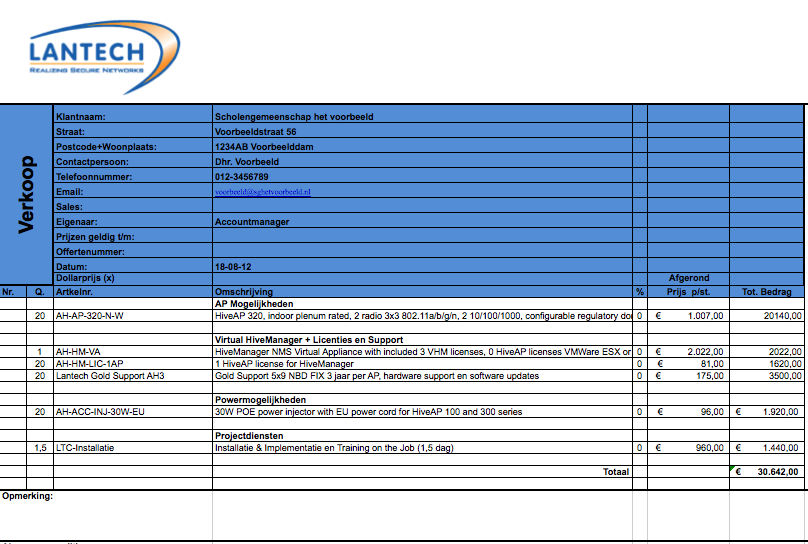 LANTECH
REALIZING SECURE NETWORKS
Verkoop
Klantnaam: Scholengemeenschap het voorbeeld
Straat: Voorbeeldstraat 56
Postcode+Woonplaats: 1234AB Voorbeelddam
Contactpersoon: Dhr. Voorbeeld
Telefoonnummer: 012-3456789
Email: voorbeeld@sghetvoorbeeld.nl
Sales:
Eigenaar: Accountmanager
Prijzen geldig t/m:
Offertenummer:
Datum: 18-08-12
Dollarprijs (x) Afgerond
Nr. Q. Artkelnr. Omschrijving % Prijs p/st. Tot. Bedrag
AP Mogelijkheden
20 AH-AP-320-N-W HiveAP 320, indoor plenum rated, 2 radio 3x3 802.11a/b/g/n, 2 10/100/1000, configurable regulatory do 0 € 1.007,00 20140,00
Virtual HiveManager + Licenties en Support
1 AH-HM-VA HiveManager NMS Virtual Appliance with included 3 VHM licenses, 0 HiveAP licenses VMWare ESX or 0 € 2.022,00 2022,00
20 AH-HM-LIC-1AP 1 HiveAP license for HiveManager 0 € 81,00 1620,00
20 Lantech Gold Support AH3 Gold Support 5x9 NBD FIX 3 jaar per AP, hardware support en software updates 0 € 175,00 3500,00
Powermogelijkheden
20 AH-ACC-INJ-30W-EU 30W POE power injector with EU power cord for HiveAP 100 and 300 series 0 € 96,00 € 1.920,00
Projectdiensten
1,5 LTC-Installatie Installatie & Implementatie en Training on the Job (1,5 dag) 0 € 960,00 € 1.440,00
Totaal € 30.642,00
Opmerking: